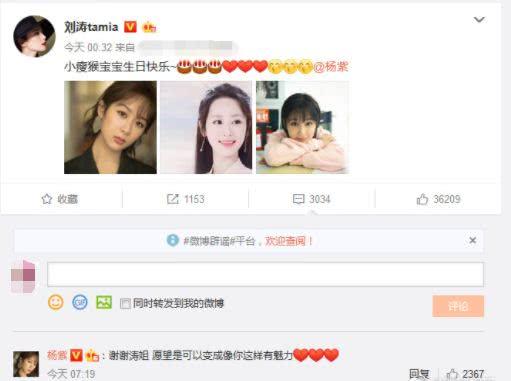 刘涛tamia
今天 00:32 来自
小瘦猴宝宝生日快乐~🎂🎂🎂❤❤❤😚😚😚@杨紫
收藏
1153
3034
36209
#微博辟谣#平台，欢迎查阅！
同时转发到我的微博
评论
杨紫：谢谢涛姐 愿望是可以变成像你这样有魅力❤❤❤
今天 07:19
回复
2367